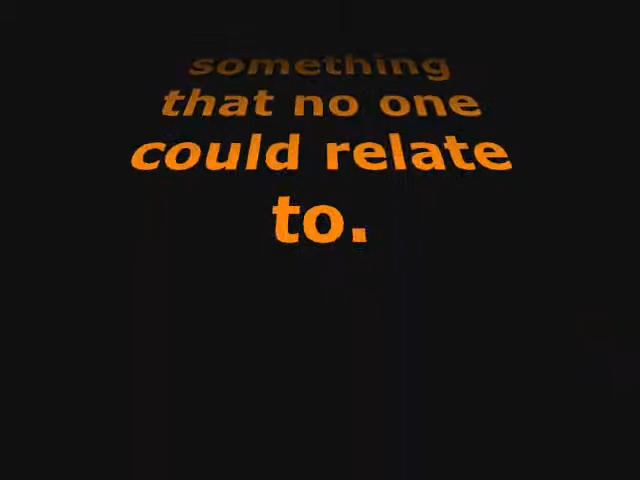 something
that no one
could relate
to.